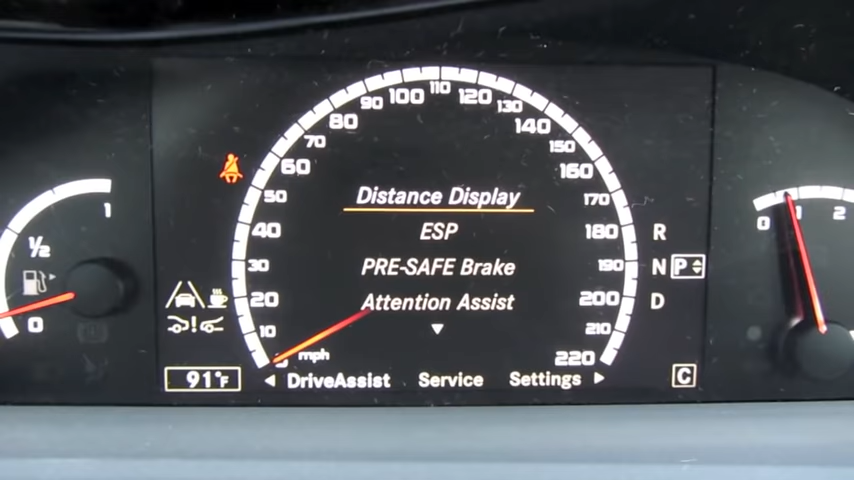 110
100
120
90
130
80
140
70
150
60
160
50
170
40
180
30
190
20
200
10
210
220
mph
Distance Display
ESP
PRE-SAFE Brake
Attention Assist
DriveAssist Service Settings
R
N P
D
C
91°F
1
½
0
0 1 2